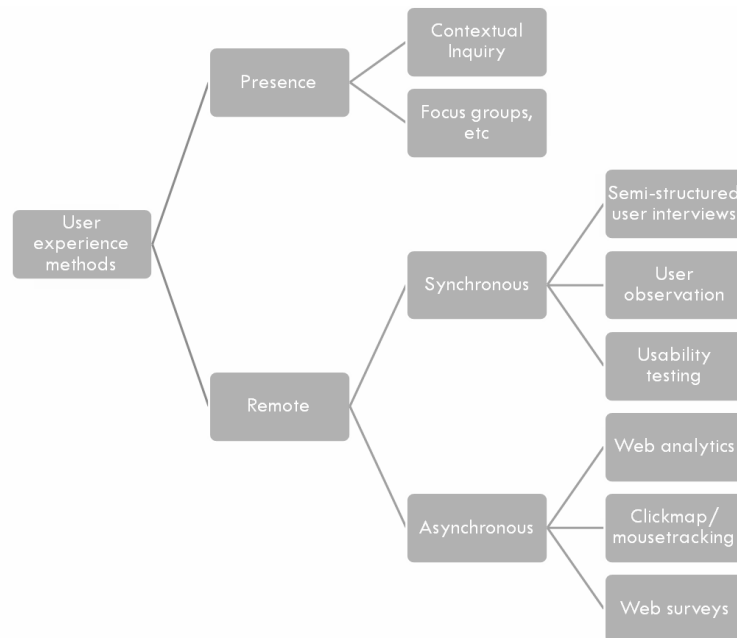 Contextual
Inquiry
Presence
Focus groups,
etc
User
experience
methods
Semi-structured
user interviews
Synchronous
User
observation
Usability
testing
Remote
Web analytics
Asynchronous
Clickmap/
mousetracking
Web surveys